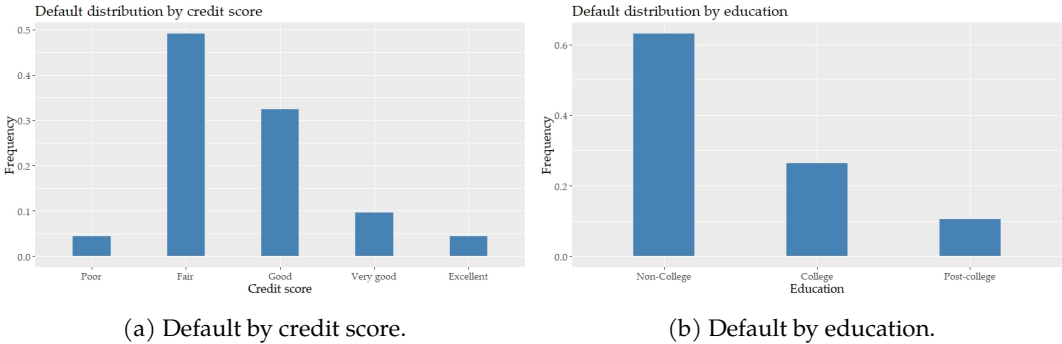 Default distribution by credit score
Frequency
0.5
0.4
0.3
0.2
0.1
0.0
Poor Fair Good Very good Excellent
Credit score
(a) Default by credit score.
Default distribution by education
Frequency
0.6
0.4
0.2
0.0
Non-College College Post-college
Education
(b) Default by education.